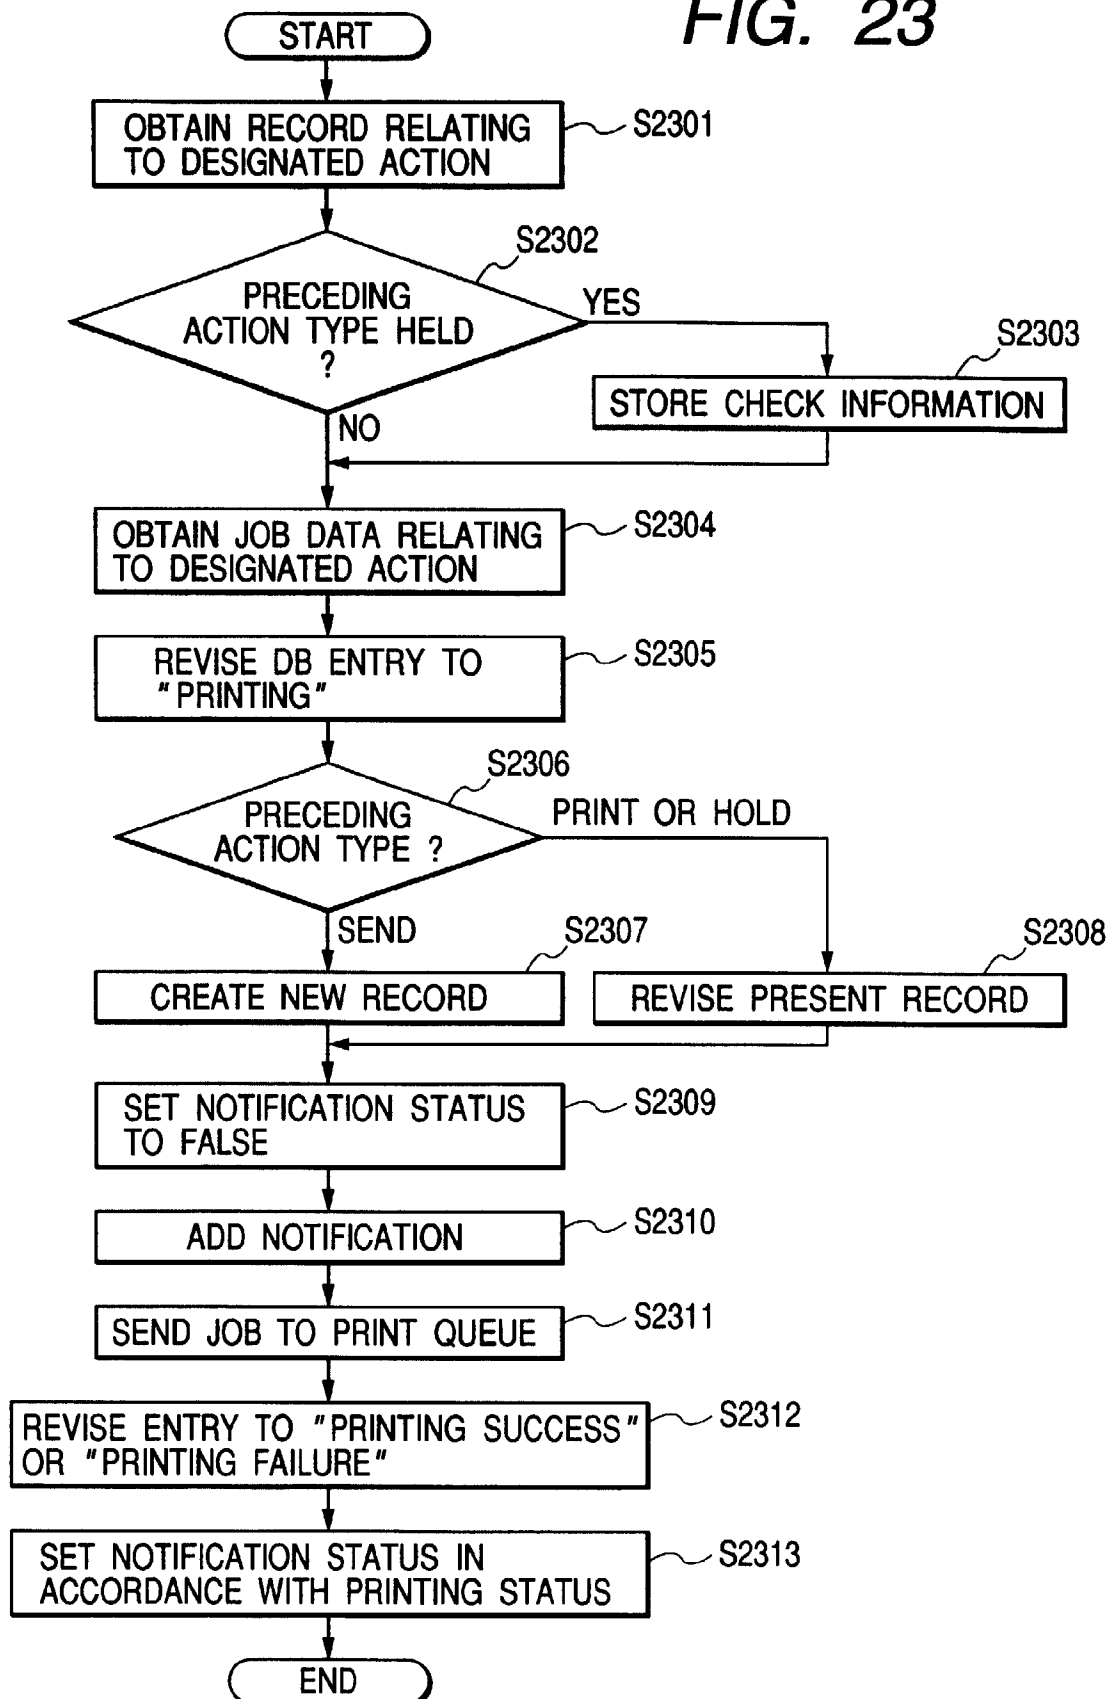 FIG. 23
START
OBTAIN RECORD RELATING
TO DESIGNATED ACTION
S2301
S2302
PRECEDING
ACTION TYPE HELD
?
YES
S2303
STORE CHECK INFORMATION
NO
OBTAIN JOB DATA RELATING
TO DESIGNATED ACTION
S2304
REVISE DB ENTRY TO
"PRINTING"
S2305
S2306
PRECEDING
ACTION TYPE ?
PRINT OR HOLD
SEND
S2307
CREATE NEW RECORD
S2308
REVISE PRESENT RECORD
SET NOTIFICATION STATUS
TO FALSE
S2309
ADD NOTIFICATION
S2310
SEND JOB TO PRINT QUEUE
S2311
REVISE ENTRY TO "PRINTING SUCCESS"
OR "PRINTING FAILURE"
S2312
SET NOTIFICATION STATUS IN
ACCORDANCE WITH PRINTING STATUS
S2313
END